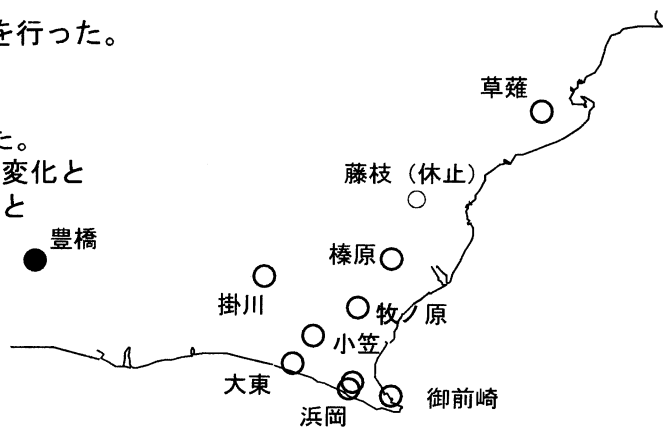 を行った。
草薙
た。
変化と
藤枝（休止）
と
豊橋
榛原
掛川
牧ノ原
小笠
大東
御前崎
浜岡